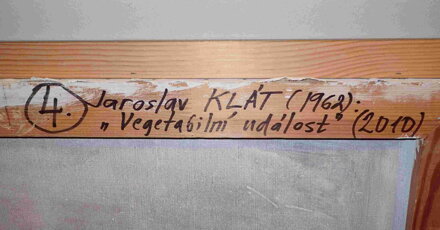 4. Jaroslav KLÁT (1962).
„Vegetabilní událost" (2010)